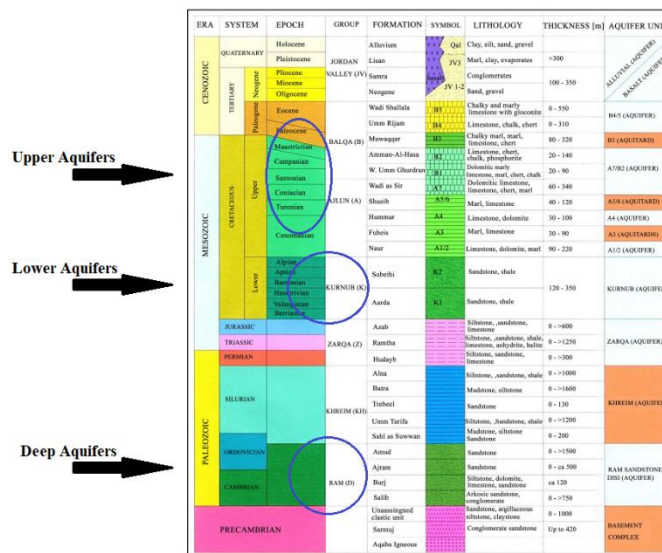 ERA SYSTEM EPOCH GROUP FORMATION SYMBOL LITHOLOGY THICKNESS [m] AQUIFER UNI
Upper Aquifers
Lower Aquifers
Deep Aquifers
CENOZOIC
MESOZOIC
PALEOZOIC
PRECAMBRIAN
QUATERNARY
TERTIARY
Neogene
Paleogene
CRETACEOUS
Upper
Lower
JURASSIC
TRIASSIC
PERMIAN
SILURIAN
ORDOVICIAN
CAMBRIAN
Holocene
Pleistocene
Pliocene
Miocene
Oligocene
Eocene
Paleocene
Maastrictian
Campanian
Santonian
Coniacian
Turonian
Cenomanian
Albian
Aptian
Barremian
Hauterivian
Valanginian
Berriasian
JORDAN
VALLEY (JV)
BALQA (B)
AJLUN (A)
KURNUB (K)
ZARQA (Z)
KHREIM (KH)
RAM (D)
Alluvium
Lisan
Samra
Neogene
Wadi Shallala
Umm Rijam
Muwaqqar
Amman-Al-Hasa
W. Umm Ghudran
Wadi as Sir
Shueib
Hummar
Fuheis
Naur
Subeihi
Aarda
Azab
Ramtha
Hudayb
Alna
Batra
Trebeel
Umm Tarifa
Sahl as Suwwan
Amud
Ajram
Burj
Salib
Unassingned
clastic unit
Sarmuj
Aqaba Igneous
Qal
JV3
JV 1-2
B5
B4
B3
B2
B1
A7
A5/6
A4
A3
A1/2
K2
K1
Clay, silt, sand, gravel
Marl, clay, evaporates
Conglomerates
Sand, gravel
Chalky and marly
limestone with gloconite
Limestone, chalk, chert
Chalky marl, marl,
limestone, chert
Limestone, chert,
chalk, phosphorite
Dolomitic marly
limestone, marl, chert, chalk
Dolomitic limestone,
limestone, chert, marl
Marl, limestone
Limestone, dolomite
Marl, limestone
Limestone, dolomite, marl
Sandstone, shale
Sandstone, shale
Siltstone, ,sandstone,
limestone
Siltstone, ,sandstone, shale,
limestone, anhydrite, halite
Siltstone, sandstone,
limestone
Siltstone, ,sandstone, shale
Mudstone, siltstone
Sandstone
Siltstone, ,Sandstone, shale
Mudstone, siltstone
Sandstone
Sandstone
Sandstone
Siltstone, dolomite,
limestone, sandstone
Arkosic sandstone,
conglomerate
Sandstone, argillaceous
siltstone, claystone
Conglomerate sandstone
>300
100 - 350
0 - 550
0 - 310
80 - 320
20 - 140
20 - 90
60 - 340
40 - 120
30 - 100
30 - 90
90 - 220
120 - 350
0 - >600
0 - >1250
0 - >300
0 - >1000
0 - >1600
0 - 130
0 - >1200
0 - 200
0 - >1500
0 - ca 500
ca 120
0 - >750
0 - 1000
Up to 420
ALLUVIAL (AQUIFER)
BASALT (AQUIFER)
B4/5 (AQUIFER)
B3 (AQUITARD)
A7/B2 (AQUIFER)
A5/6 (AQUITARD)
A4 (AQUIFER)
A3 (AQUITARDS)
A1/2 (AQUIFER)
KURNUB (AQUIFE
ZARQA (AQUIFER)
KHREIM (AQUIFER)
RAM SANDSTONE
DISI (AQUIFER)
BASEMENT
COMPLEX